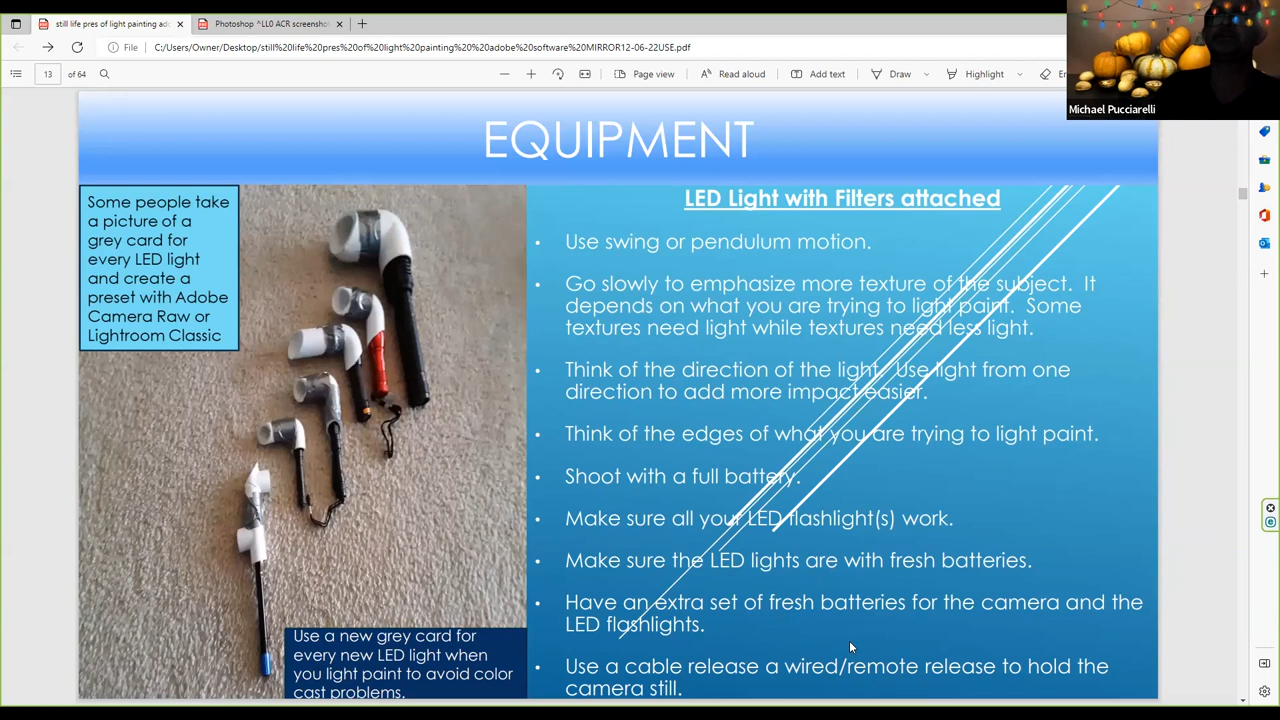 still life pres of light painting ado
Photoshop ^LL0 ACR screenshot
File
C:/Users/Owner/Desktop/still%20life%20pres%20of%20light%20painting%20%20adobe%20software%20MIRROR12-06-22USE.pdf
13 of 64
Page view
Read aloud
Add text
Draw
Highlight
Michael Pucciarelli
EQUIPMENT
Some people take
a picture of a
grey card for
every LED light
and create a
preset with Adobe
Camera Raw or
Lightroom Classic
Use a new grey card for
every new LED light when
you light paint to avoid color
cast problems.
LED Light with Filters attached
• Use swing or pendulum motion.
• Go slowly to emphasize more texture of the subject. It
depends on what you are trying to light paint. Some
textures need light while textures need less light.
• Think of the direction of the light. Use light from one
direction to add more impact easier.
• Think of the edges of what you are trying to light paint.
• Shoot with a full battery.
• Make sure all your LED flashlight(s) work.
• Make sure the LED lights are with fresh batteries.
• Have an extra set of fresh batteries for the camera and the
LED flashlights.
• Use a cable release a wired/remote release to hold the
camera still.